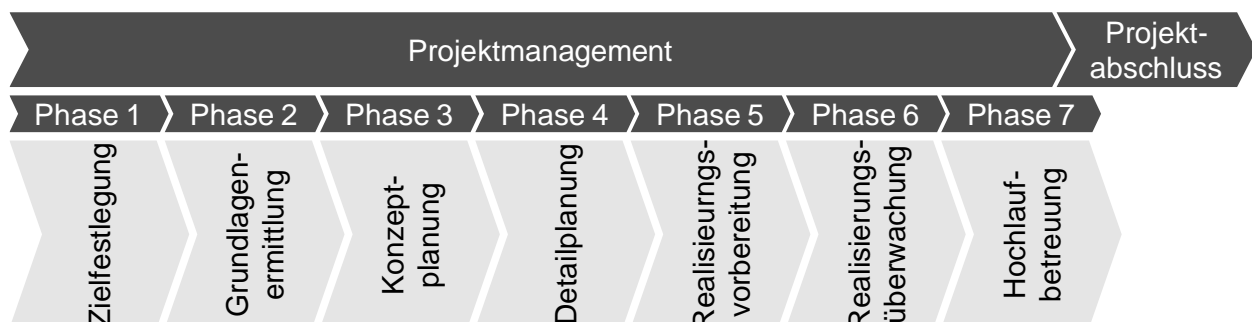 Projektmanagement
Projekt-
abschluss
Phase 1
Phase 2
Phase 3
Phase 4
Phase 5
Phase 6
Phase 7
Zielfestlegung
Grundlagen-
ermittlung
Konzept-
planung
Detailplanung
Realisieurngs-
vorbereitung
Realisierungs-
überwachung
Hochlauf-
betreuung